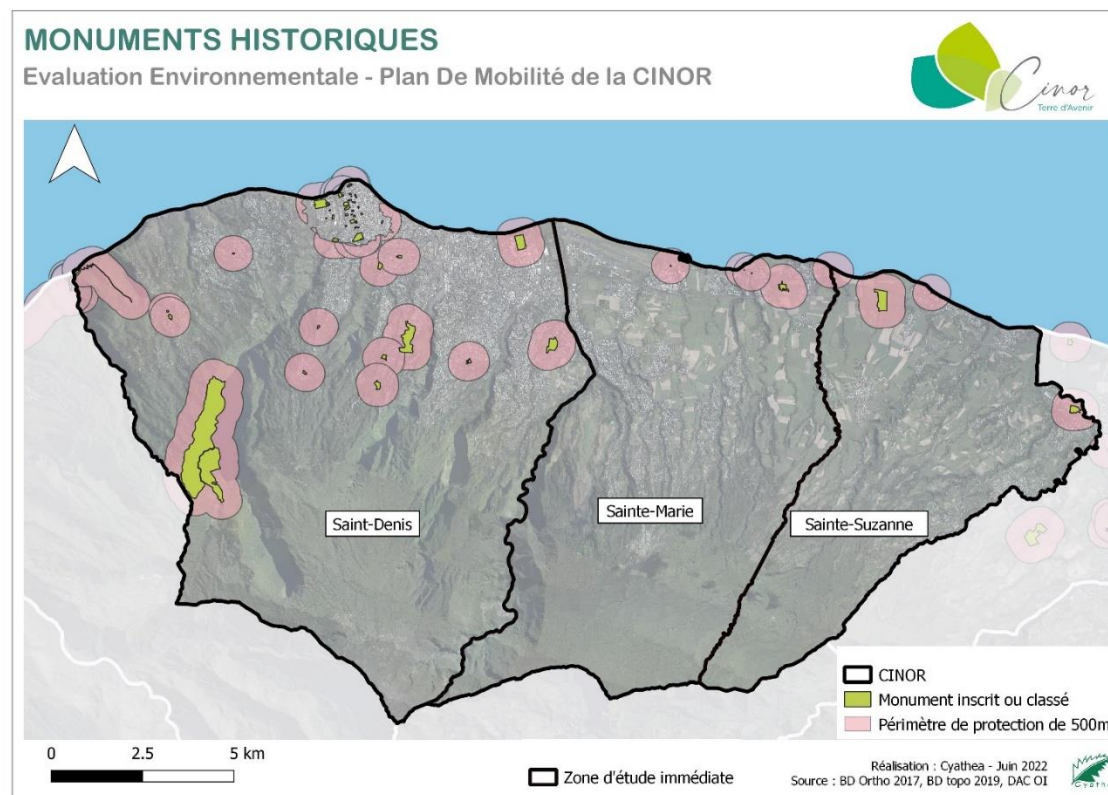 MONUMENTS HISTORIQUES
Evaluation Environnementale - Plan De Mobilité de la CINOR
Cinor
Terre d'Avenir
Saint-Denis
Sainte-Marie
Sainte-Suzanne
CINOR
Monument inscrit ou classé
Périmètre de protection de 500m
0 2.5 5 km
Zone d'étude immédiate
Réalisation : Cyathea - Juin 2022
Source : BD Ortho 2017, BD topo 2019, DAC OI
Cyathea